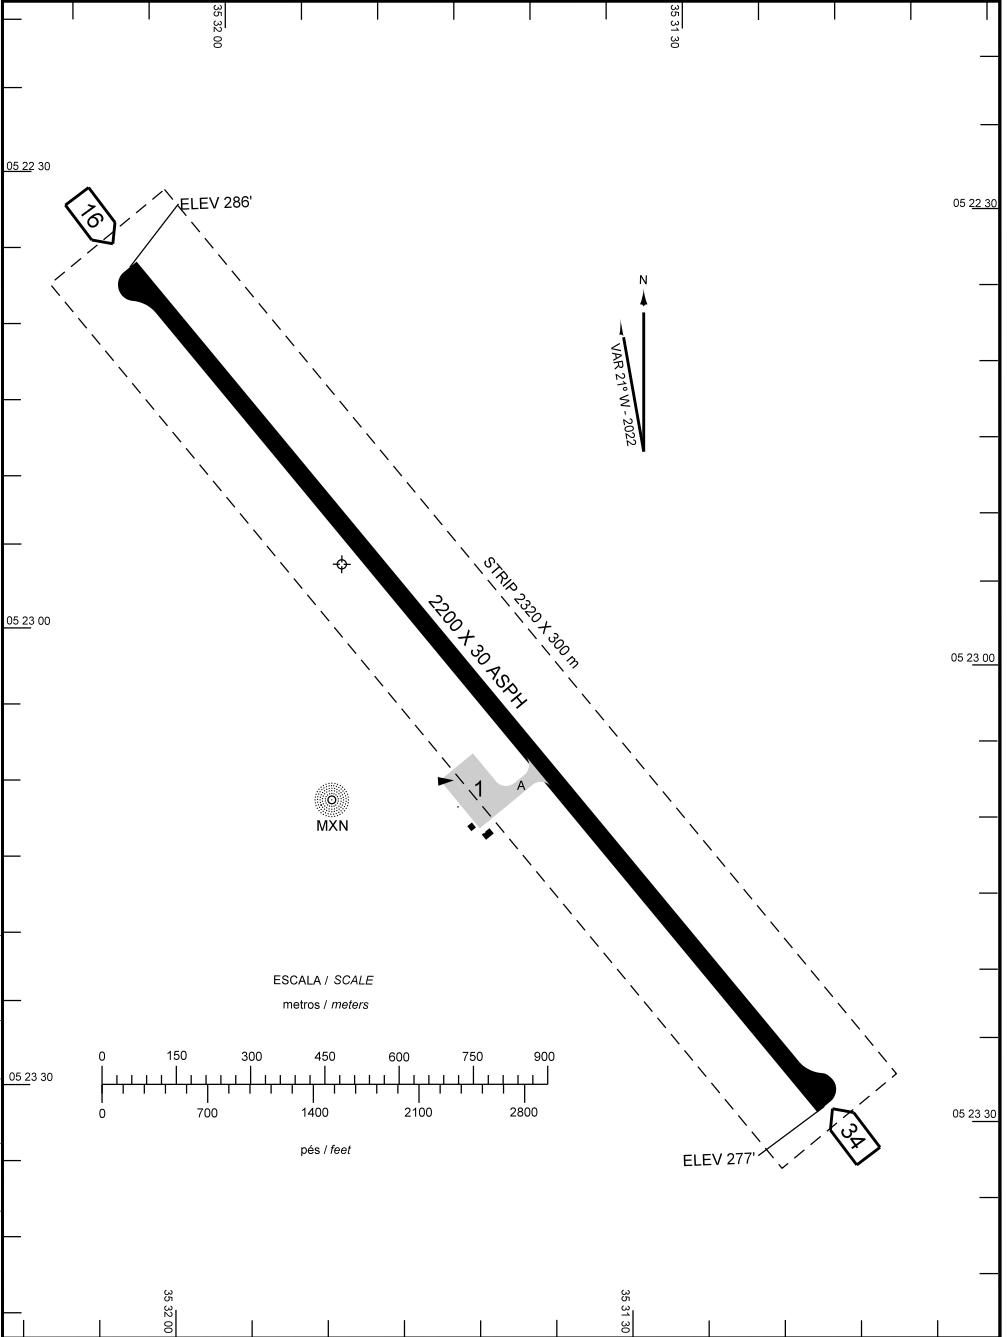 35 32 00
35 31 30
05 22 30
16
ELEV 286'
05 22 30
N
VAR 21° W - 2022
STRIP 2320 X 300 m
2200 X 30 ASPH
05 23 00
05 23 00
1
A
MXN
ESCALA / SCALE
metros / meters
0 150 300 450 600 750 900
05 23 30
0 700 1400 2100 2800
05 23 30
34
pés / feet
ELEV 277'
35 32 00
35 31 30